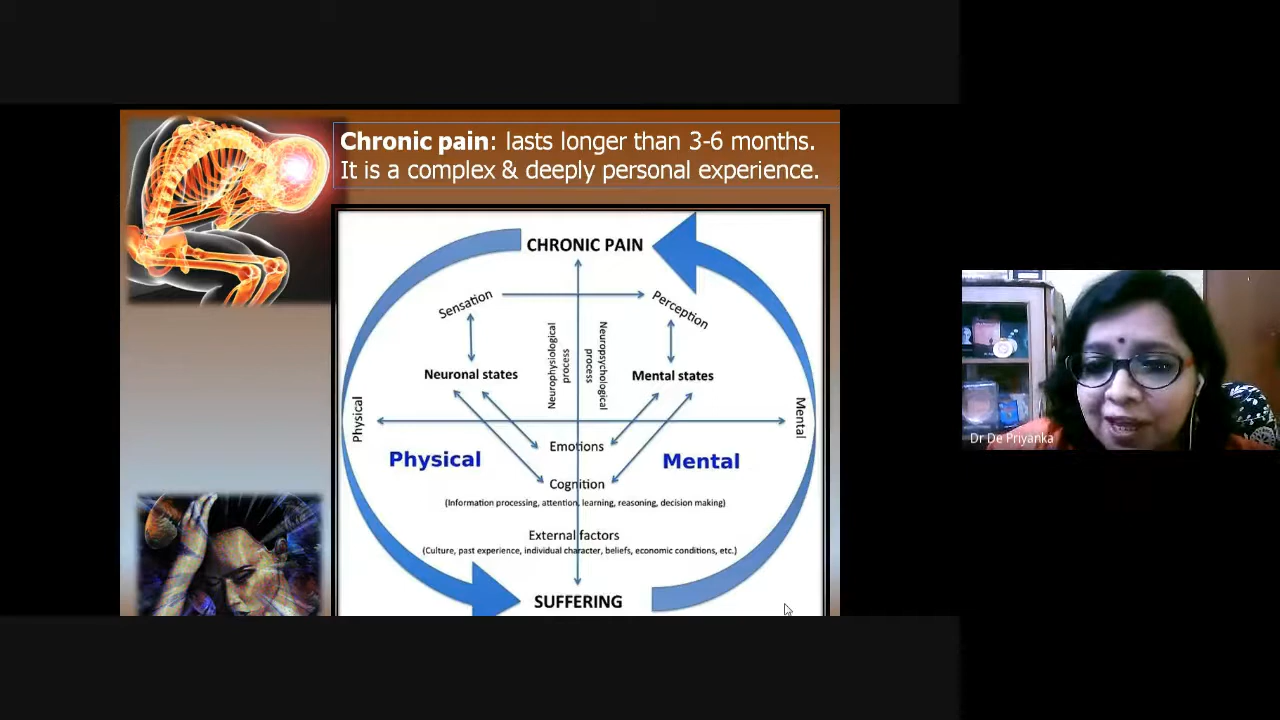 Chronic pain: lasts longer than 3-6 months.
It is a complex & deeply personal experience.
CHRONIC PAIN
Sensation
Perception
Neurophysiological
process
Neuropsychological
process
Neuronal states
Mental states
Physical
Mental
Emotions
Physical
Mental
Cognition
(Information processing, attention, learning, reasoning, decision making)
External factors
(Culture, past experience, individual character, beliefs, economic conditions, etc.)
SUFFERING
Dr De Priyanka